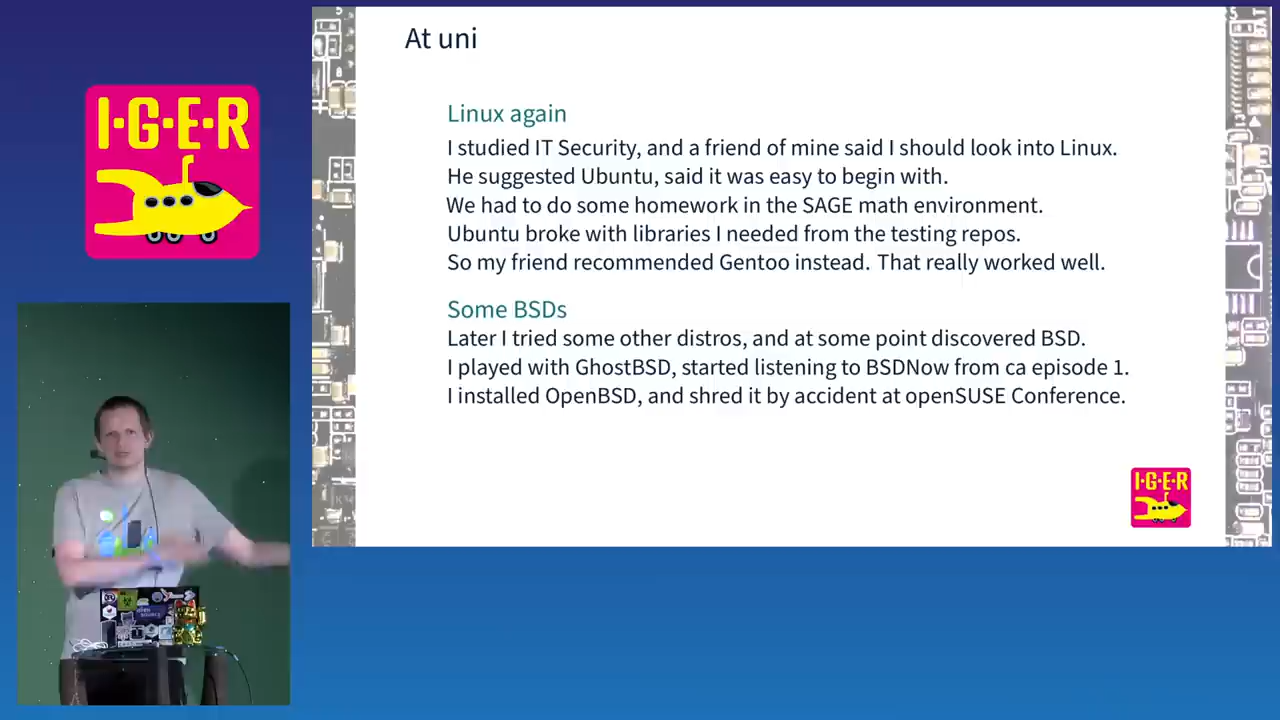 I·G·E·R
At uni
Linux again
I studied IT Security, and a friend of mine said I should look into Linux.
He suggested Ubuntu, said it was easy to begin with.
We had to do some homework in the SAGE math environment.
Ubuntu broke with libraries I needed from the testing repos.
So my friend recommended Gentoo instead. That really worked well.
Some BSDs
Later I tried some other distros, and at some point discovered BSD.
I played with GhostBSD, started listening to BSDNow from ca episode 1.
I installed OpenBSD, and shred it by accident at openSUSE Conference.
I·G·E·R